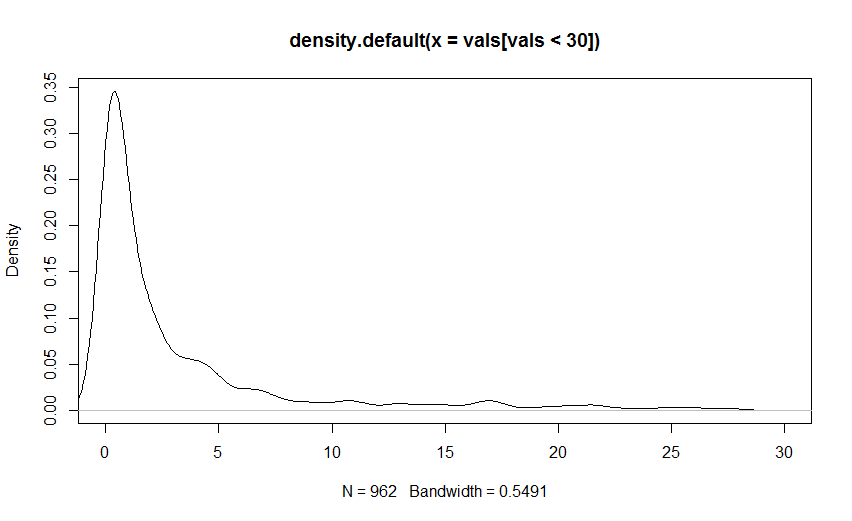 density.default(x = vals[vals < 30])
Density
0.35
0.30
0.25
0.20
0.15
0.10
0.05
0.00
0 5 10 15 20 25 30
N = 962 Bandwidth = 0.5491